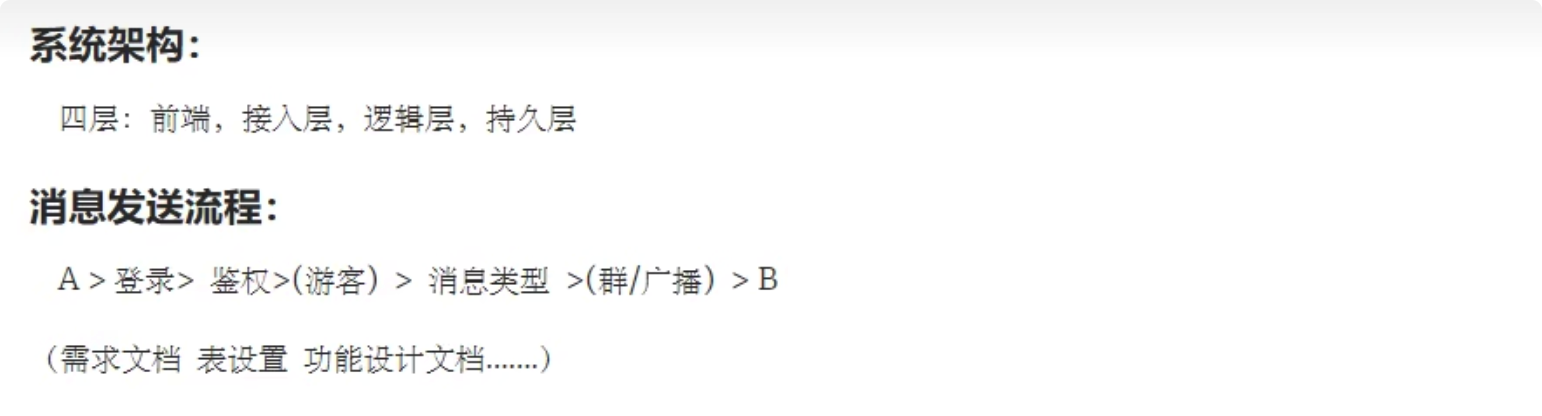 系统架构：
四层：前端，接入层，逻辑层，持久层
消息发送流程：
A > 登录> 鉴权>(游客) > 消息类型 >(群/广播) > B
（需求文档 表设置 功能设计文档.......）